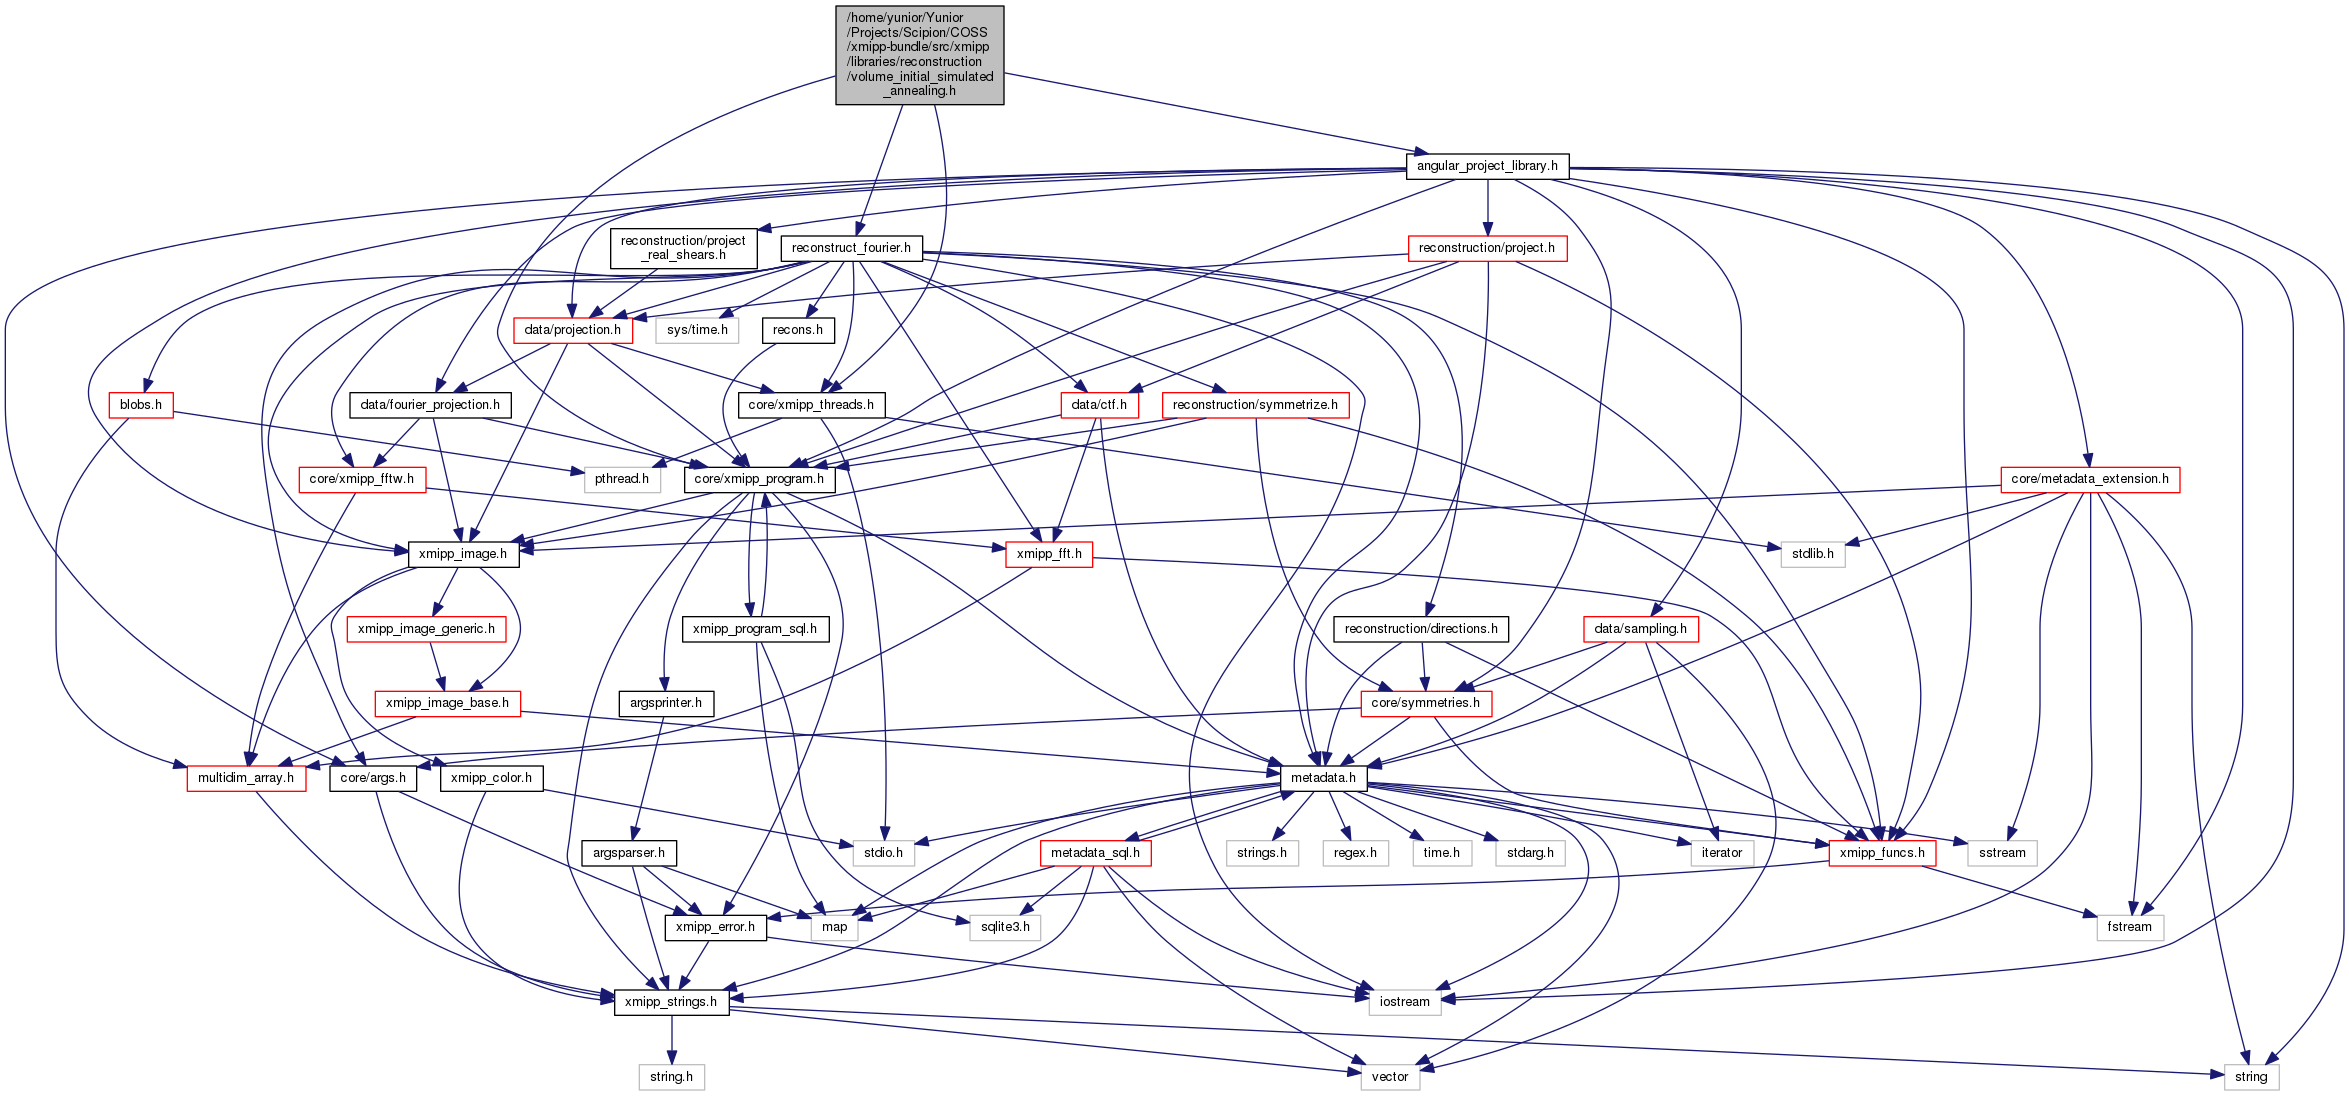 /home/yunior/Yunior
/Projects/Scipion/COSS
/xmipp-bundle/src/xmipp
/libraries/reconstruction
/volume_initial_simulated
_annealing.h
angular_project_library.h
reconstruction/project
_real_shears.h
reconstruct_fourier.h
reconstruction/project.h
data/projection.h
sys/time.h
recons.h
blobs.h
data/fourier_projection.h
core/xmipp_threads.h
data/ctf.h
reconstruction/symmetrize.h
core/xmipp_fftw.h
pthread.h
core/xmipp_program.h
core/metadata_extension.h
xmipp_image.h
xmipp_fft.h
stdlib.h
xmipp_image_generic.h
xmipp_program_sql.h
reconstruction/directions.h
data/sampling.h
xmipp_image_base.h
argsprinter.h
core/symmetries.h
multidim_array.h
core/args.h
xmipp_color.h
metadata.h
argsparser.h
stdio.h
metadata_sql.h
strings.h
regex.h
time.h
stdarg.h
iterator
xmipp_funcs.h
sstream
xmipp_error.h
map
sqlite3.h
fstream
xmipp_strings.h
iostream
string.h
vector
string